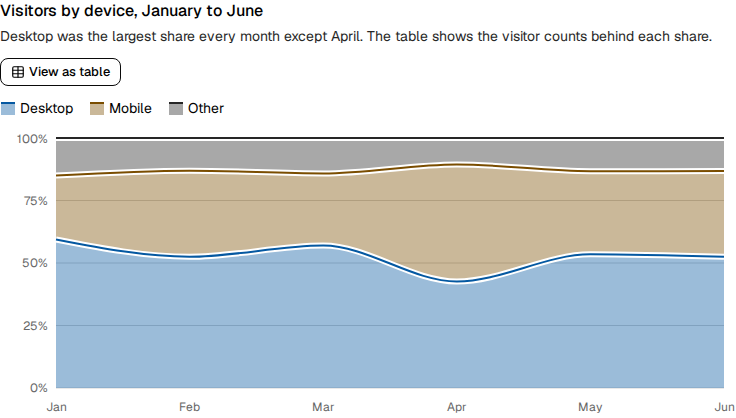 Visitors by device, January to June
Desktop was the largest share every month except April. The table shows the visitor counts behind each share.
View as table
Desktop Mobile Other
100%
75%
50%
25%
0%
Jan Feb Mar Apr May Jun